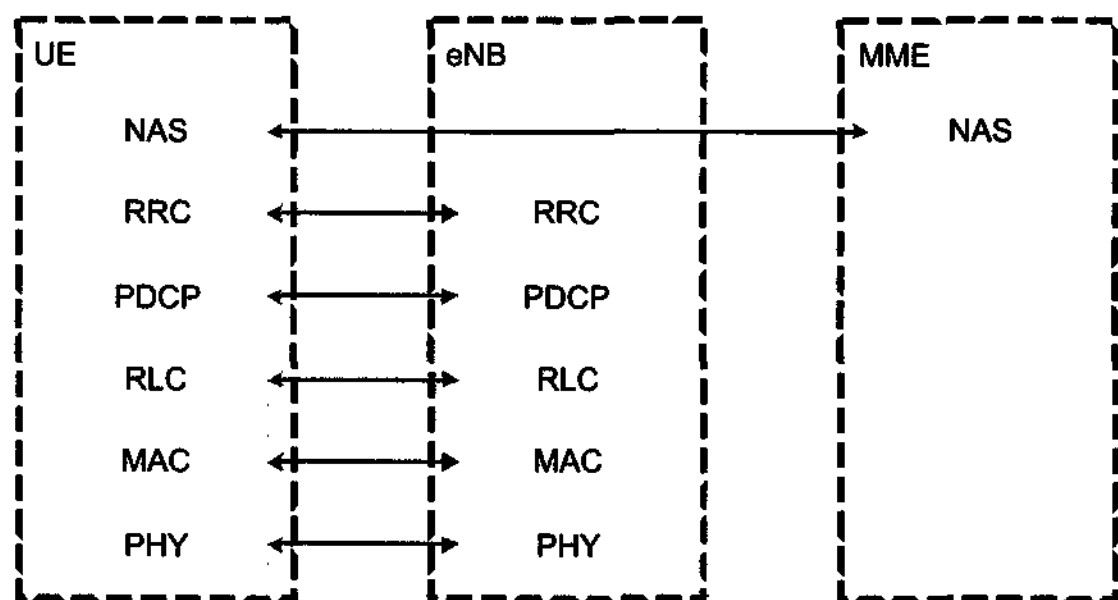 UE eNB MME
NAS NAS
RRC RRC
PDCP PDCP
RLC RLC
MAC MAC
PHY PHY